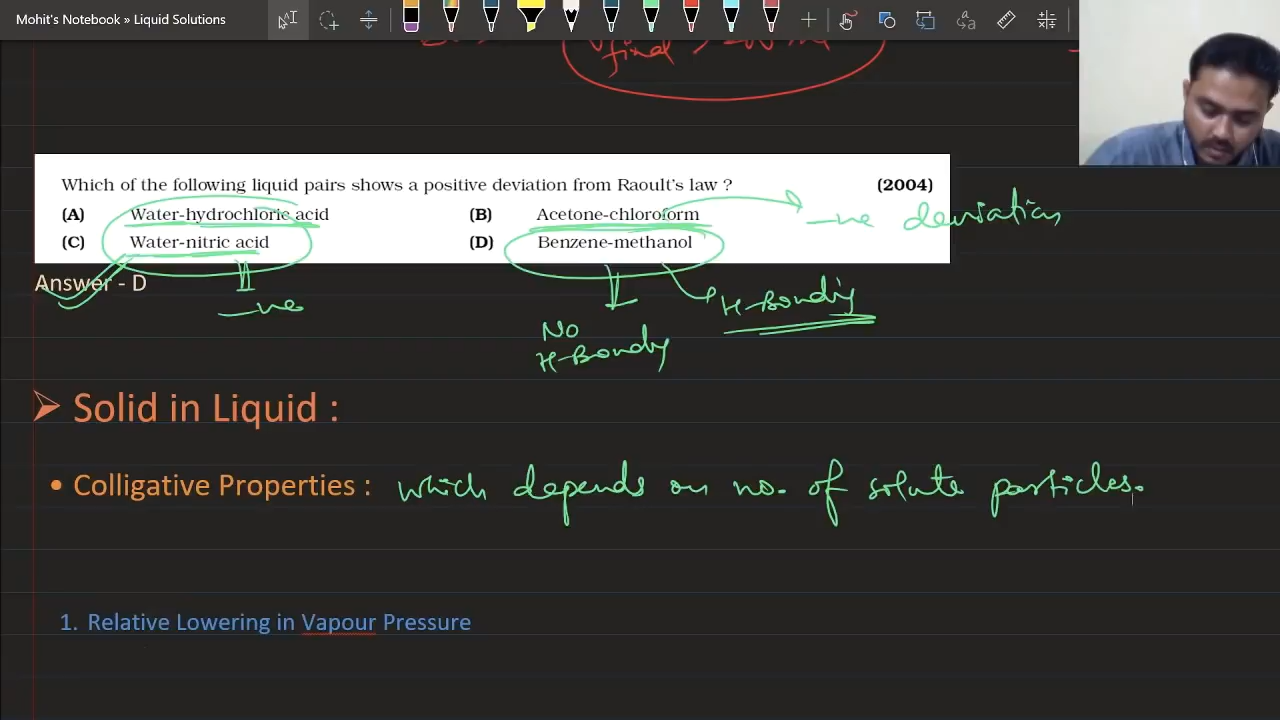 Mohit's Notebook » Liquid Solutions
final
Which of the following liquid pairs shows a positive deviation from Raoult's law ? (2004)
(A) Water-hydrochloric acid (B) Acetone-chloroform
-ve deviation
(C) Water-nitric acid (D) Benzene-methanol
Answer - D
-ve
H-Bonding
No
H-Bonding
➤ Solid in Liquid :
• Colligative Properties : which depends on no. of solute particles.
1. Relative Lowering in Vapour Pressure